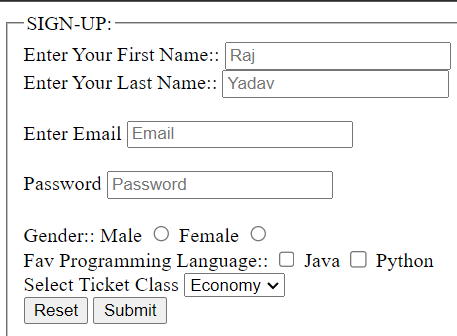 SIGN-UP:
Enter Your First Name:: Raj
Enter Your Last Name:: Yadav
Enter Email Email
Password Password
Gender:: Male Female
Fav Programming Language:: Java Python
Select Ticket Class Economy
Reset Submit